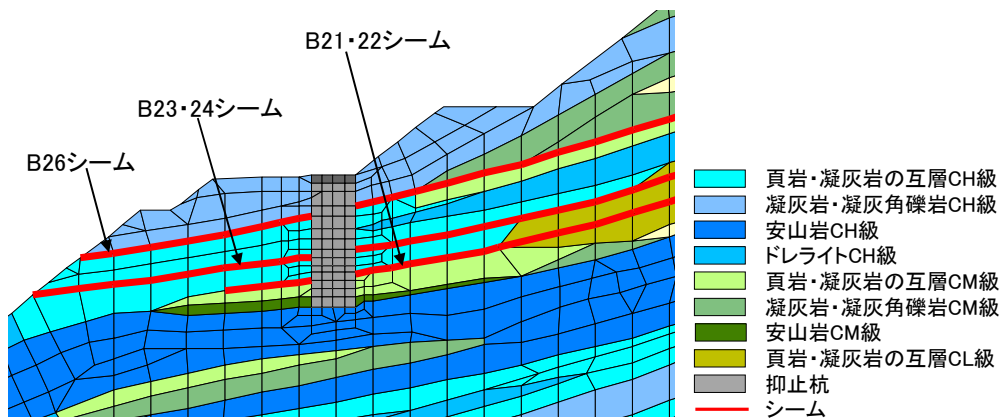 B21・22シーム
B23・24シーム
B26シーム
頁岩・凝灰岩の互層CH級
凝灰岩・凝灰角礫岩CH級
安山岩CH級
ドレライトCH級
頁岩・凝灰岩の互層CM級
凝灰岩・凝灰角礫岩CM級
安山岩CM級
頁岩・凝灰岩の互層CL級
抑止杭
シーム